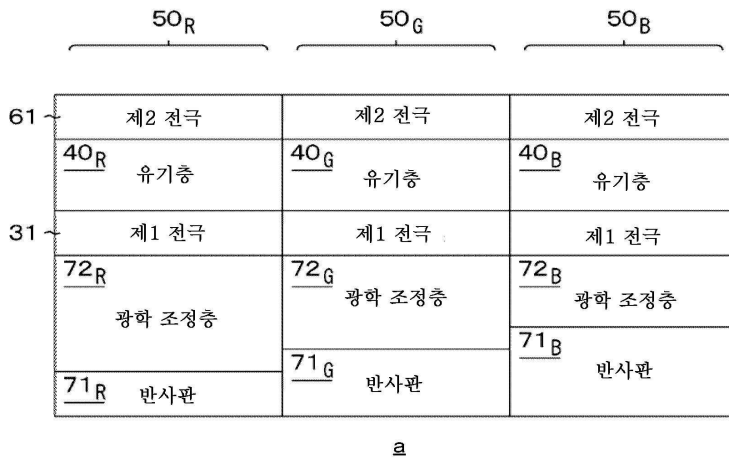 50R 50G 50B
61 제2 전극 제2 전극 제2 전극
40R 유기층 40G 유기층 40B 유기층
31 제1 전극 제1 전극 제1 전극
72R 광학 조정층 72G 광학 조정층 72B 광학 조정층
71R 반사판 71G 반사판 71B 반사판
a